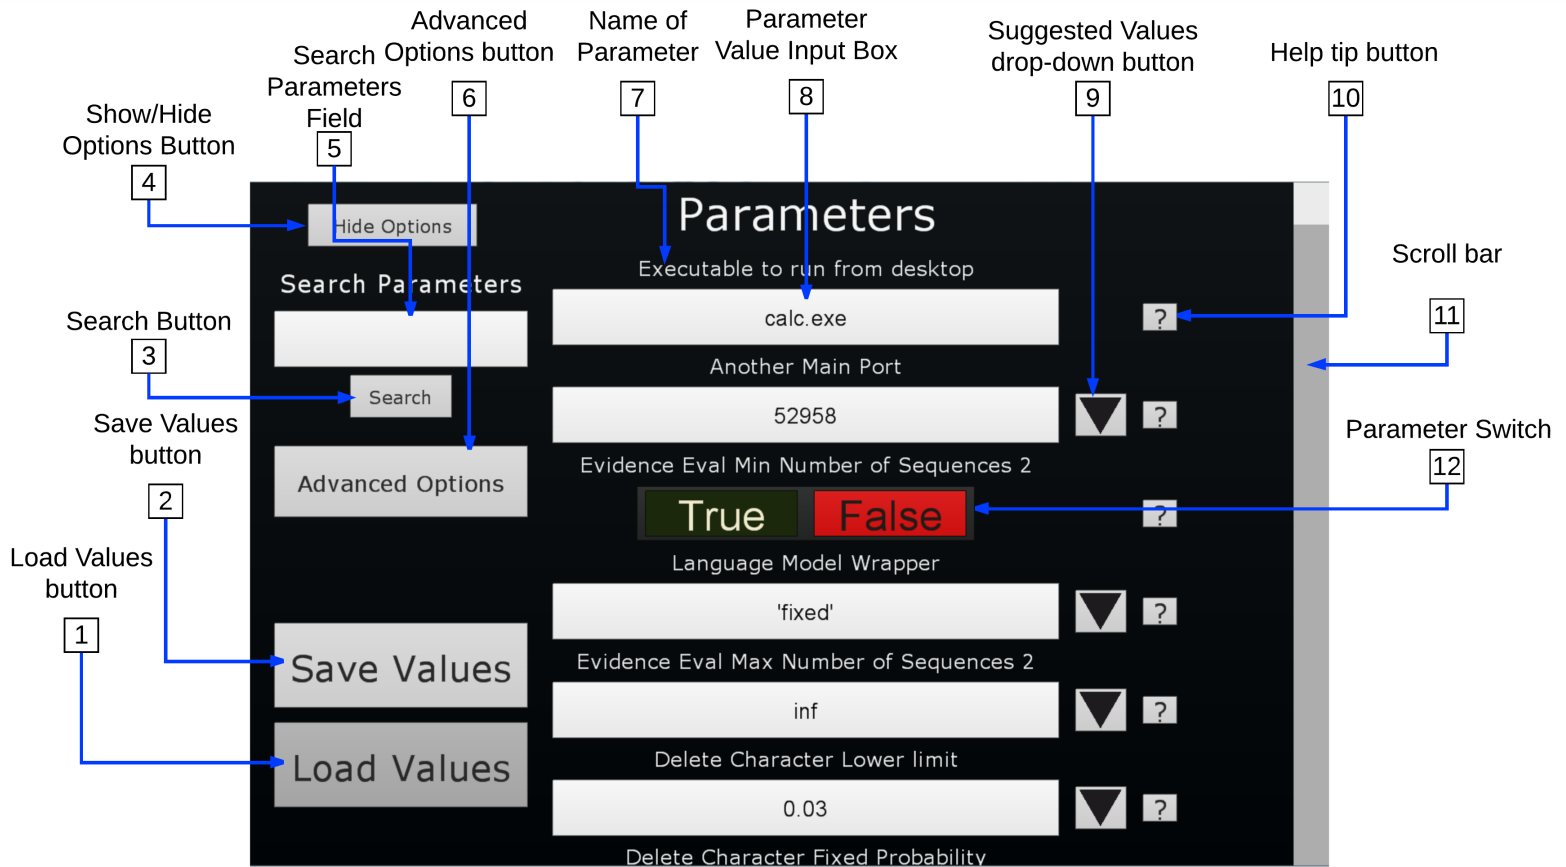 Advanced
Options button
Name of
Parameter
Parameter
Value Input Box
Suggested Values
drop-down button
Help tip button
Search
Parameters
Field
6
7
8
9
10
Show/Hide
Options Button
5
4
Parameters
Hide Options
Scroll bar
Executable to run from desktop
Search Parameters
calc.exe
?
11
Search Button
3
Another Main Port
Search
52958
?
Save Values
button
Parameter Switch
Evidence Eval Min Number of Sequences 2
12
Advanced Options
2
True
False
?
Load Values
button
Language Model Wrapper
'fixed'
?
1
Evidence Eval Max Number of Sequences 2
Save Values
inf
?
Delete Character Lower limit
Load Values
0.03
?
Delete Character Fixed Probability